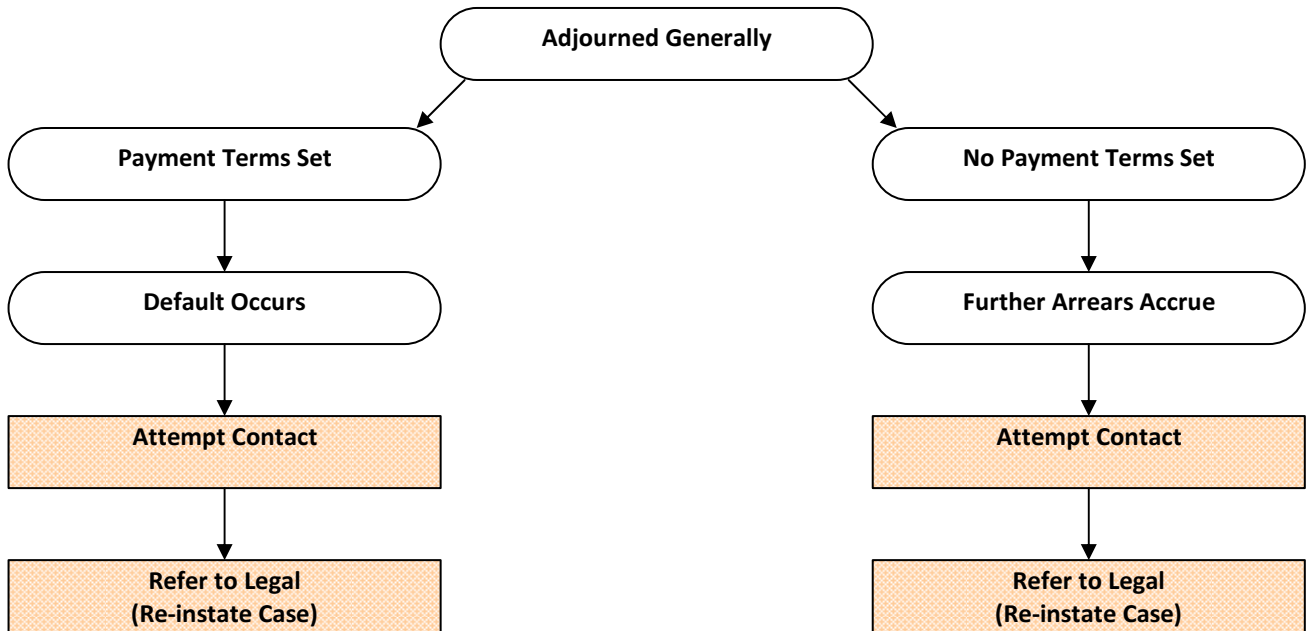 Adjourned Generally
Payment Terms Set
No Payment Terms Set
Default Occurs
Further Arrears Accrue
Attempt Contact
Attempt Contact
Refer to Legal
(Re-instate Case)
Refer to Legal
(Re-instate Case)